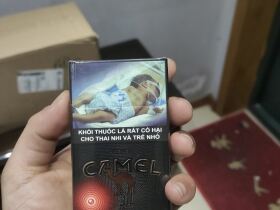 KHÓI THUỐC LÁ RẤT CÓ HẠI
CHO THAI NHI VÀ TRẺ NHỎ
CAMEL